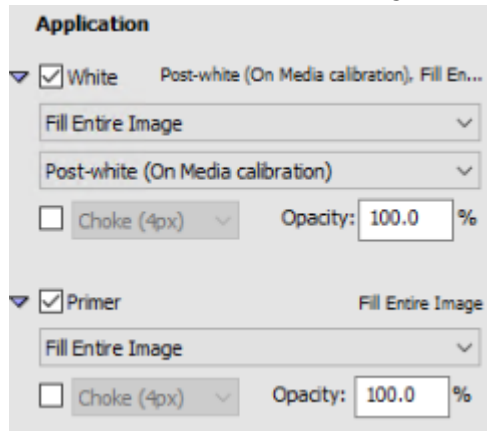 Application
White Post-white (On Media calibration), Fill En...
Fill Entire Image
Post-white (On Media calibration)
Choke (4px) Opacity: 100.0 %
Primer Fill Entire Image
Fill Entire Image
Choke (4px) Opacity: 100.0 %